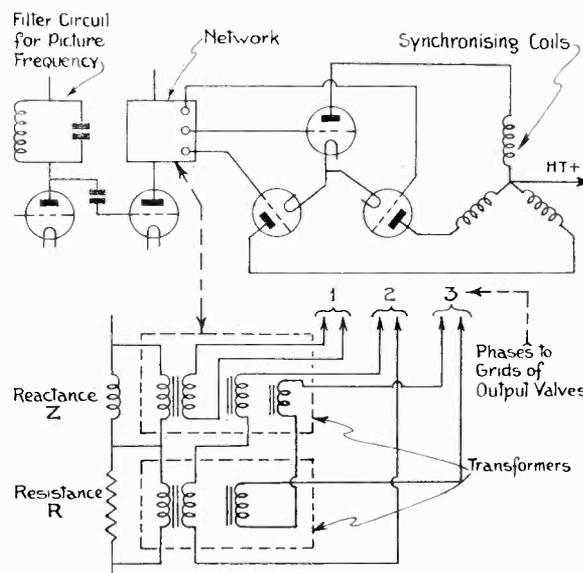 Filter Circuit
for Picture
Frequency
Network
Synchronising Coils
HT+
1 2 3
Phases to
Grids of
Output Valves
Reactance
Z
Transformers
Resistance
R